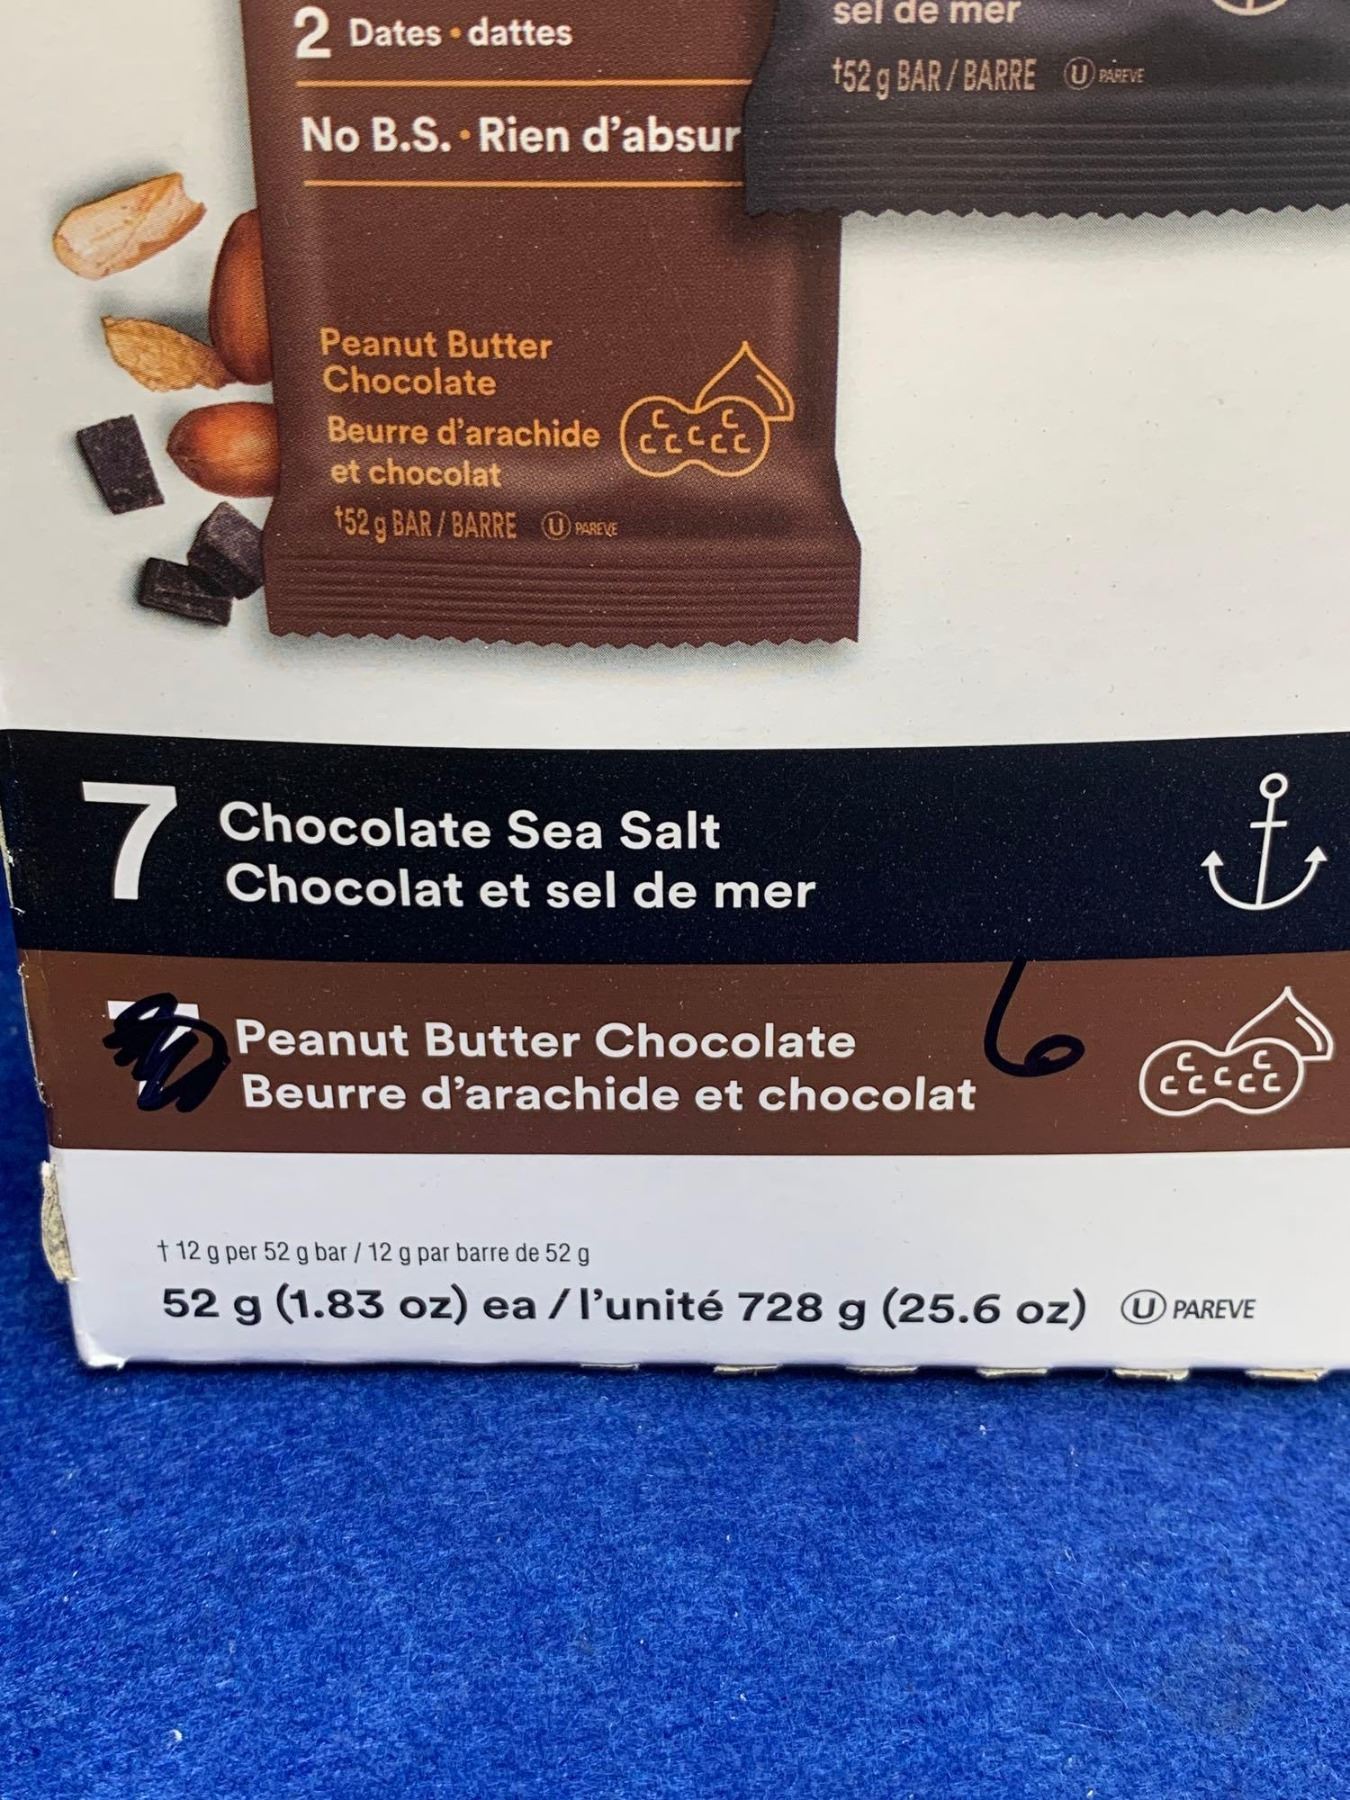 2 Dates • dattes
No B.S. • Rien d'absur
Peanut Butter
Chocolate
Beurre d'arachide
et chocolat
†52 g BAR / BARRE U PAREVE
sel de mer
†52 g BAR / BARRE U PAREVE
7 Chocolate Sea Salt
Chocolat et sel de mer
7 Peanut Butter Chocolate 6
Beurre d'arachide et chocolat
† 12 g per 52 g bar / 12 g par barre de 52 g
52 g (1.83 oz) ea / l'unité 728 g (25.6 oz) U PAREVE